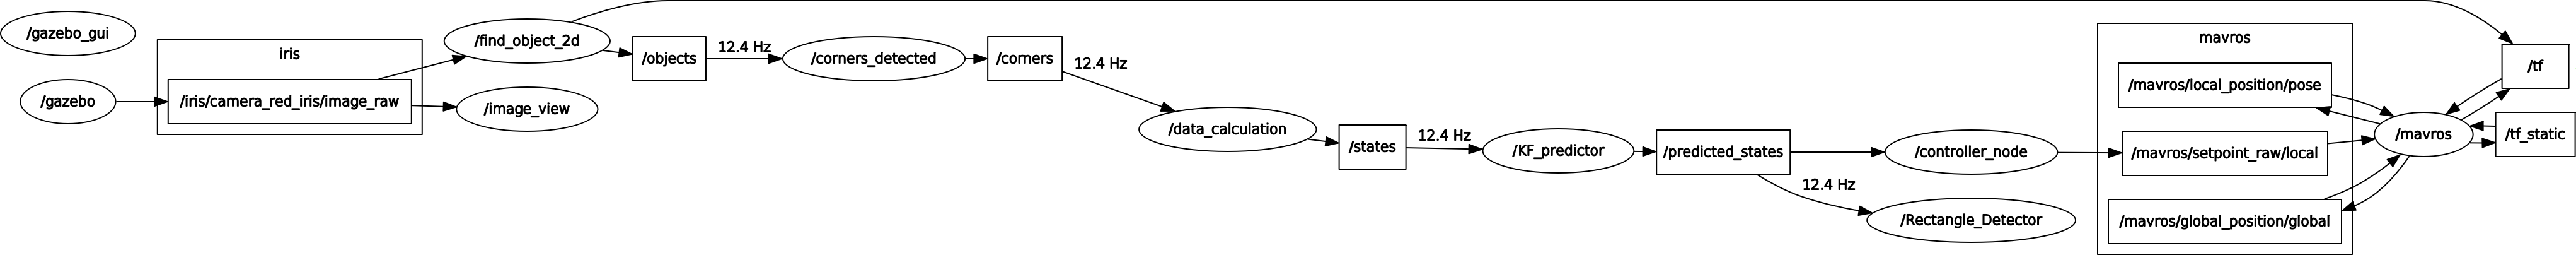 /gazebo_gui
/gazebo
iris
/iris/camera_red_iris/image_raw
/find_object_2d
/image_view
/objects
12.4 Hz
/corners_detected
/corners
12.4 Hz
/data_calculation
/states
12.4 Hz
/KF_predictor
/predicted_states
12.4 Hz
/controller_node
/Rectangle_Detector
mavros
/mavros/local_position/pose
/mavros/setpoint_raw/local
/mavros/global_position/global
/mavros
/tf
/tf_static